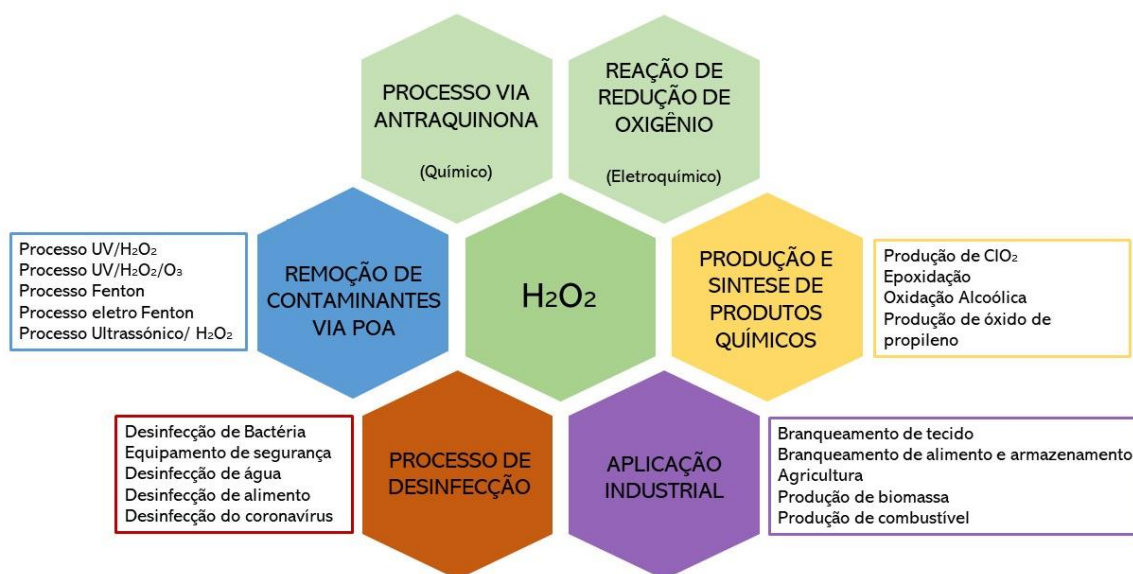 PROCESSO VIA
ANTRAQUINONA
(Químico)
REAÇÃO DE
REDUÇÃO DE
OXIGÊNIO
(Eletroquímico)
Processo UV/H₂O₂
Processo UV/H₂O₂/O₃
Processo Fenton
Processo eletro Fenton
Processo Ultrassónico/ H₂O₂
REMOÇÃO DE
CONTAMINANTES
VIA POA
H₂O₂
PRODUÇÃO E
SINTESE DE
PRODUTOS
QUÍMICOS
Produção de ClO₂
Epoxidação
Oxidação Alcoólica
Produção de óxido de
propileno
Desinfecção de Bactéria
Equipamento de segurança
Desinfecção de água
Desinfecção de alimento
Desinfecção do coronavírus
PROCESSO DE
DESINFECÇÃO
APLICAÇÃO
INDUSTRIAL
Branqueamento de tecido
Branqueamento de alimento e armazenamento
Agricultura
Produção de biomassa
Produção de combustível